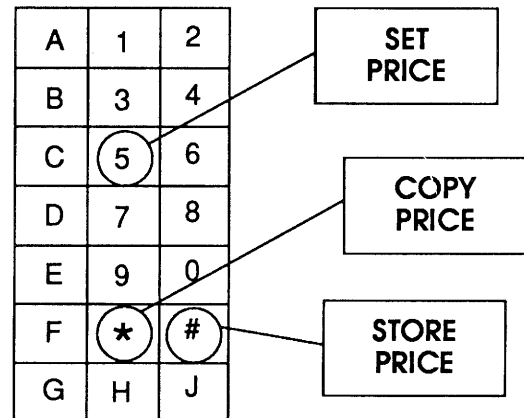 A 1 2
B 3 4
C 5 6
D 7 8
E 9 0
F * #
G H J
SET
PRICE
COPY
PRICE
STORE
PRICE